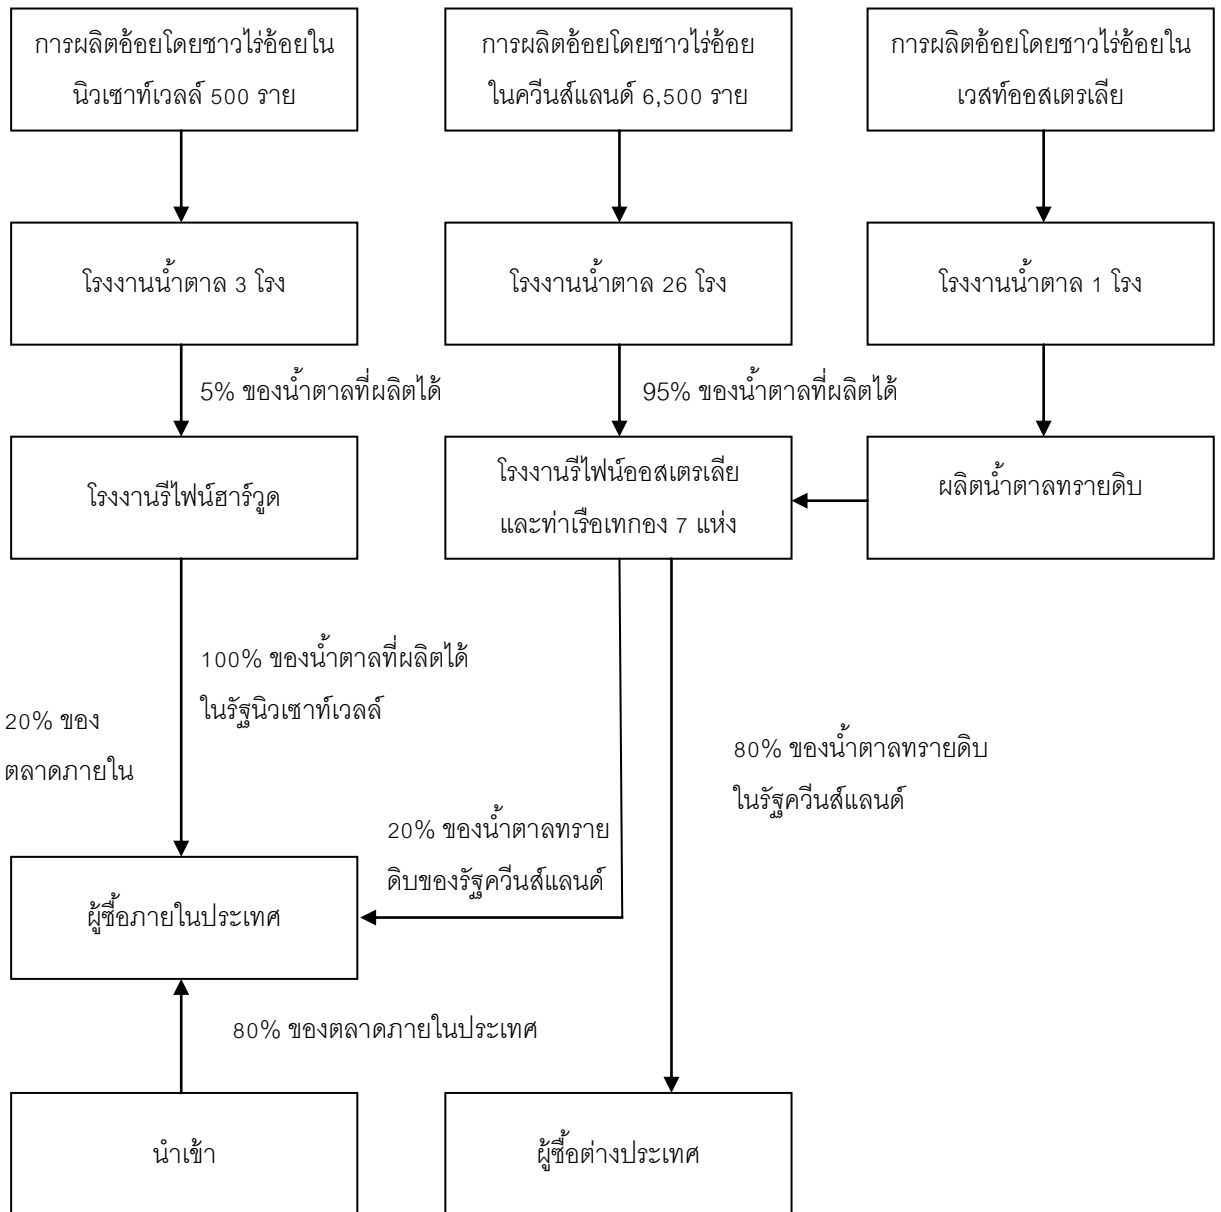 การผลิตอ้อยโดยชาวไร่อ้อยใน
นิวเซาท์เวลล์ 500 ราย
การผลิตอ้อยโดยชาวไร่อ้อย
ในควีนส์แลนด์ 6,500 ราย
การผลิตอ้อยโดยชาวไร่อ้อยใน
เวสท์ออสเตรเลีย
โรงงานน้ำตาล 3 โรง
โรงงานน้ำตาล 26 โรง
โรงงานน้ำตาล 1 โรง
5% ของน้ำตาลที่ผลิตได้
95% ของน้ำตาลที่ผลิตได้
โรงงานรีไฟน์ฮาร์วูด
โรงงานรีไฟน์ออสเตรเลีย
และท่าเรือเทกอง 7 แห่ง
ผลิตน้ำตาลทรายดิบ
100% ของน้ำตาลที่ผลิตได้
ในรัฐนิวเซาท์เวลล์
20% ของ
ตลาดภายใน
80% ของน้ำตาลทรายดิบ
ในรัฐควีนส์แลนด์
20% ของน้ำตาลทราย
ดิบของรัฐควีนส์แลนด์
ผู้ซื้อภายในประเทศ
80% ของตลาดภายในประเทศ
นำเข้า
ผู้ซื้อต่างประเทศ